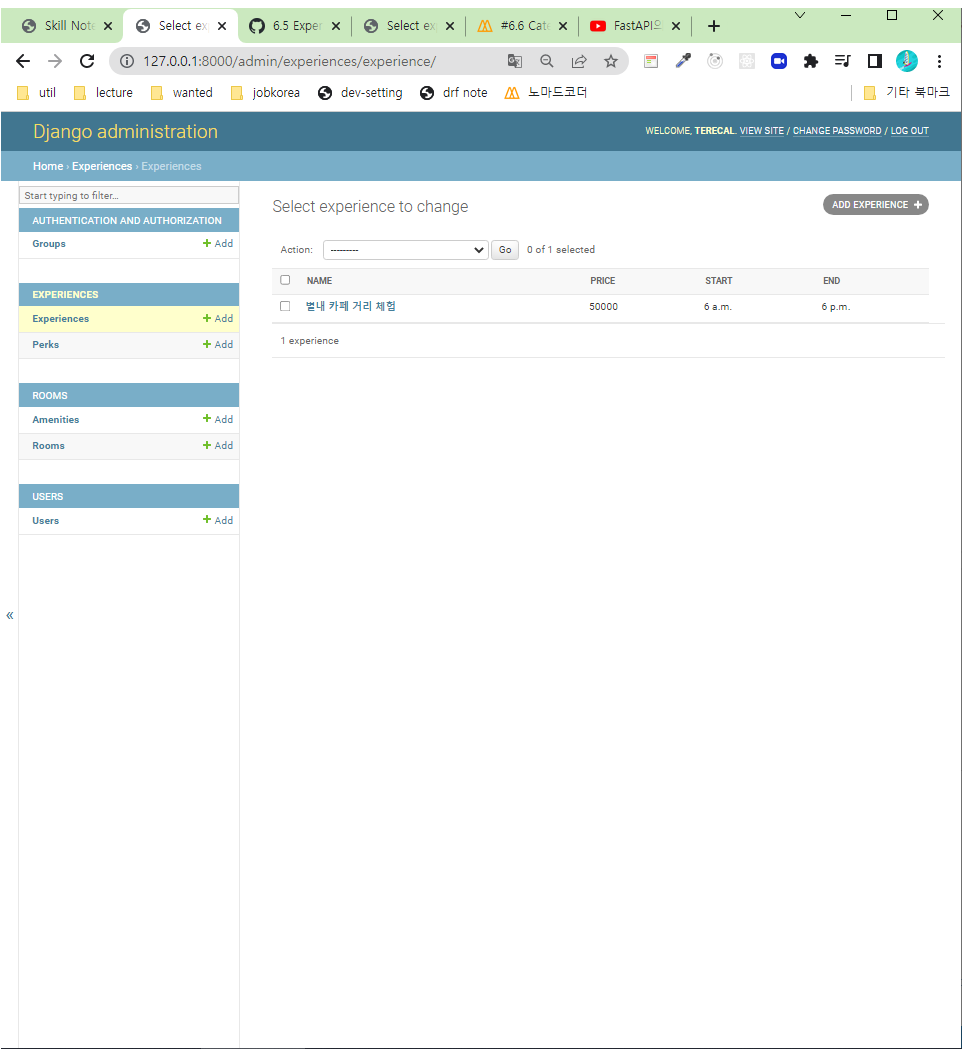 Skill Note
Select ex
6.5 Exper
Select ex
#6.6 Cate
FastAPI의
127.0.0.1:8000/admin/experiences/experience/
util
lecture
wanted
jobkorea
dev-setting
drf note
노마드코더
기타 북마크
Django administration
WELCOME, TERECAL. VIEW SITE / CHANGE PASSWORD / LOG OUT
Home › Experiences › Experiences
Start typing to filter...
AUTHENTICATION AND AUTHORIZATION
Groups + Add
EXPERIENCES
Experiences + Add
Perks + Add
ROOMS
Amenities + Add
Rooms + Add
USERS
Users + Add
«
Select experience to change
ADD EXPERIENCE +
Action: --------- Go 0 of 1 selected
NAME PRICE START END
별내 카페 거리 체험 50000 6 a.m. 6 p.m.
1 experience